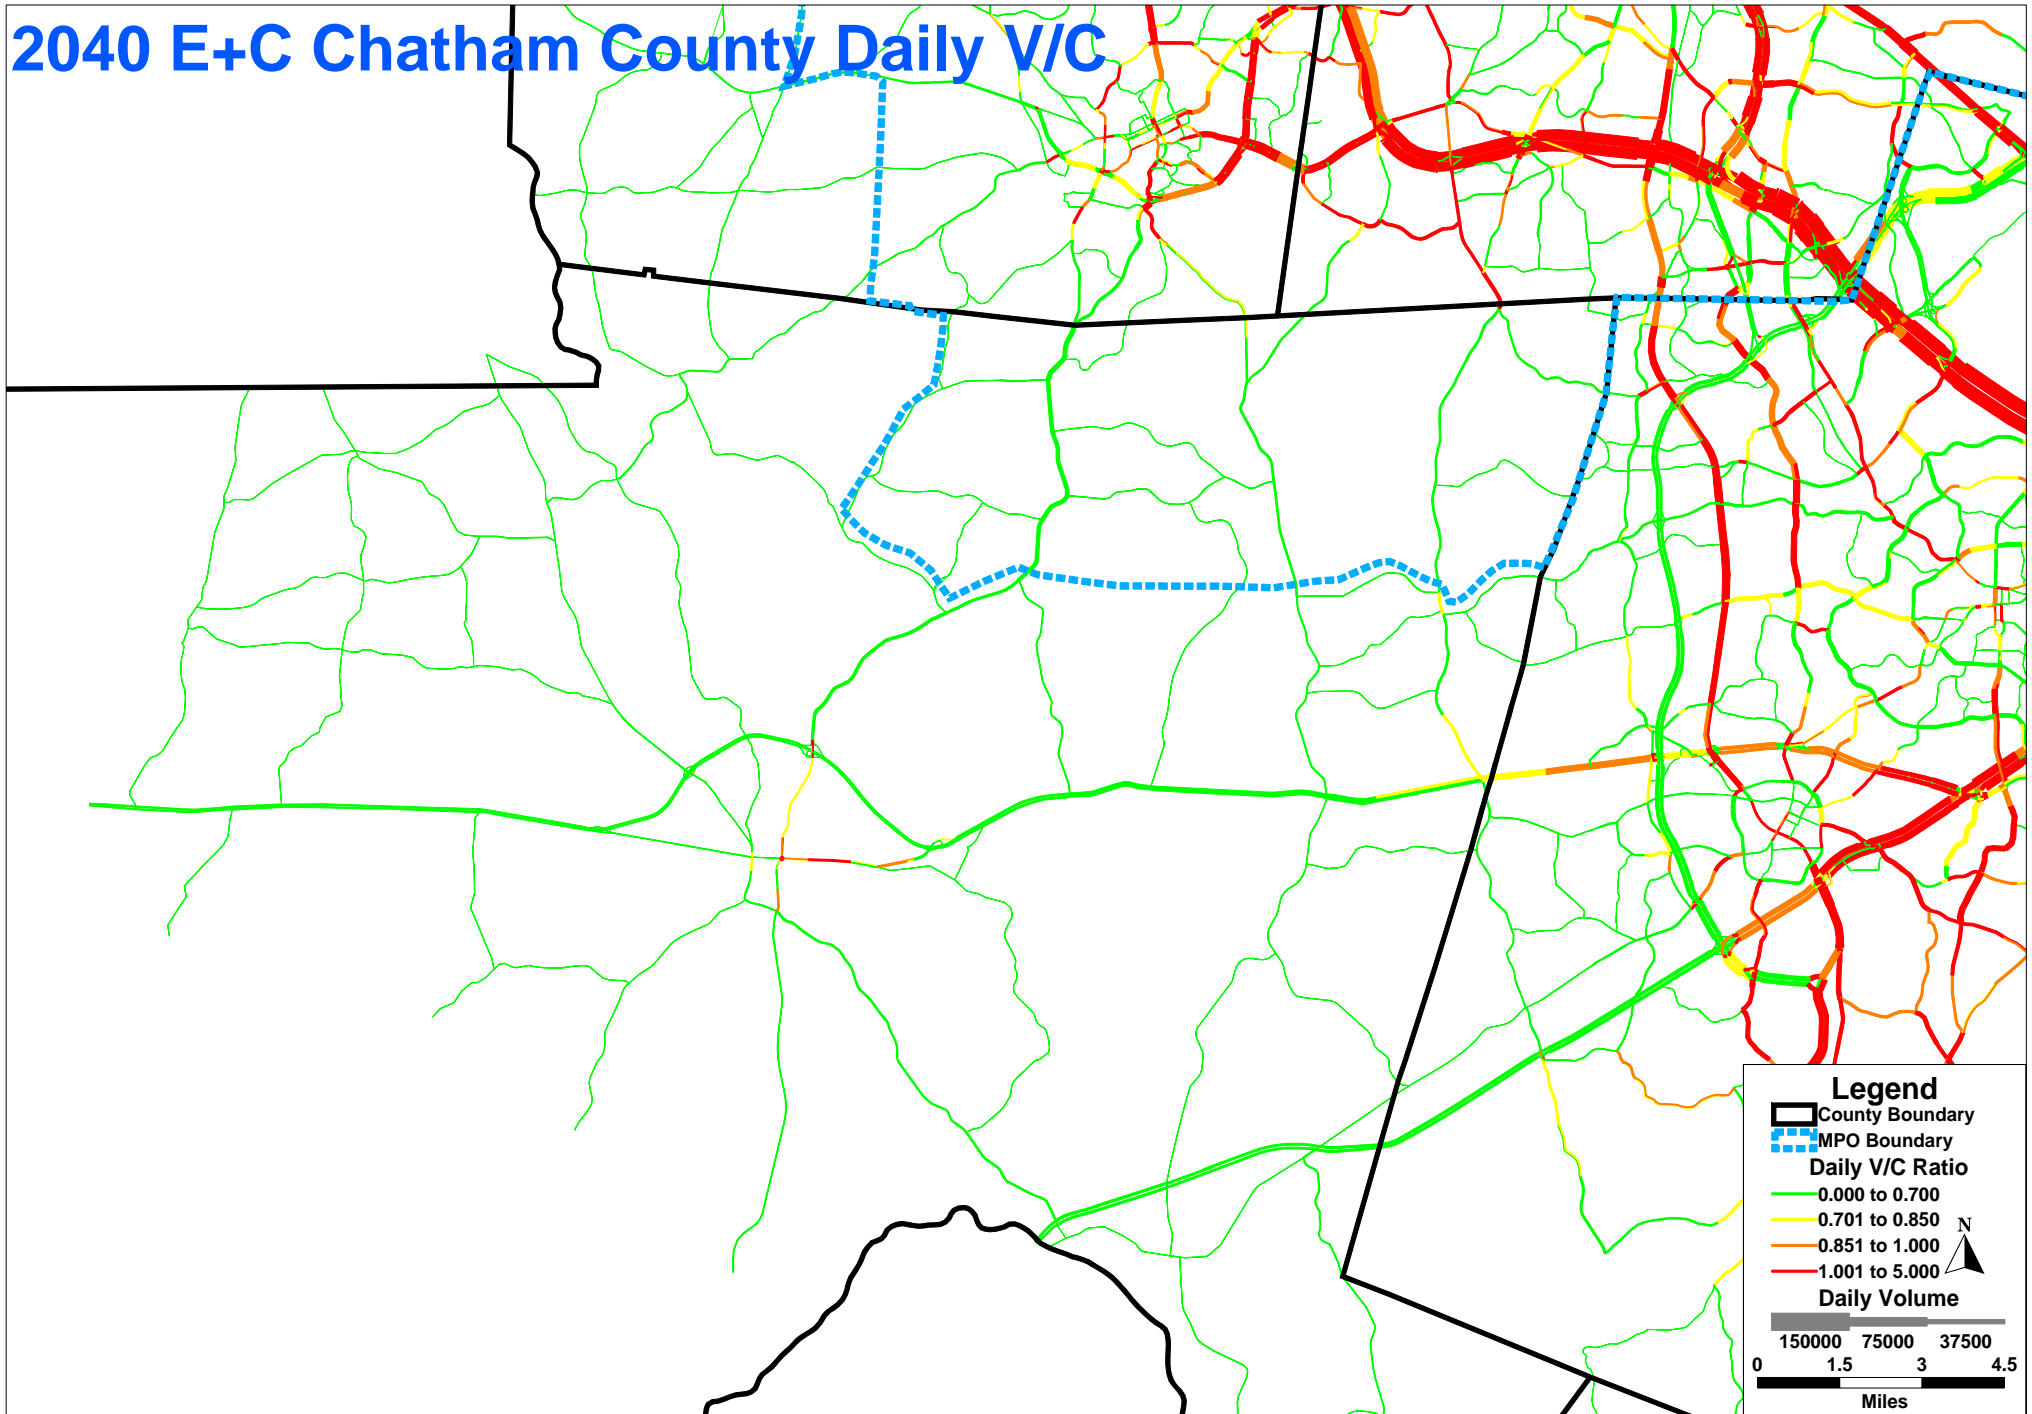 2040 E+C Chatham County Daily V/C
Legend
County Boundary
MPO Boundary
Daily V/C Ratio
0.000 to 0.700
0.701 to 0.850
0.851 to 1.000
1.001 to 5.000
N
Daily Volume
150000 75000 37500
0 1.5 3 4.5
Miles